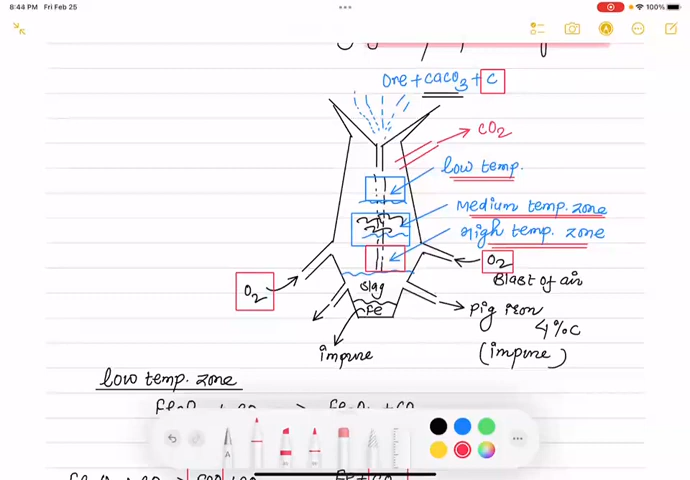 8:44 PM Fri Feb 25
100%
Ore + CaCO3 + C
CO2
low temp.
Medium temp. zone
High temp. zone
O2
Blast of air
O2
Slag
Fe
Pig iron
4%C
(impure)
impure
low temp. zone